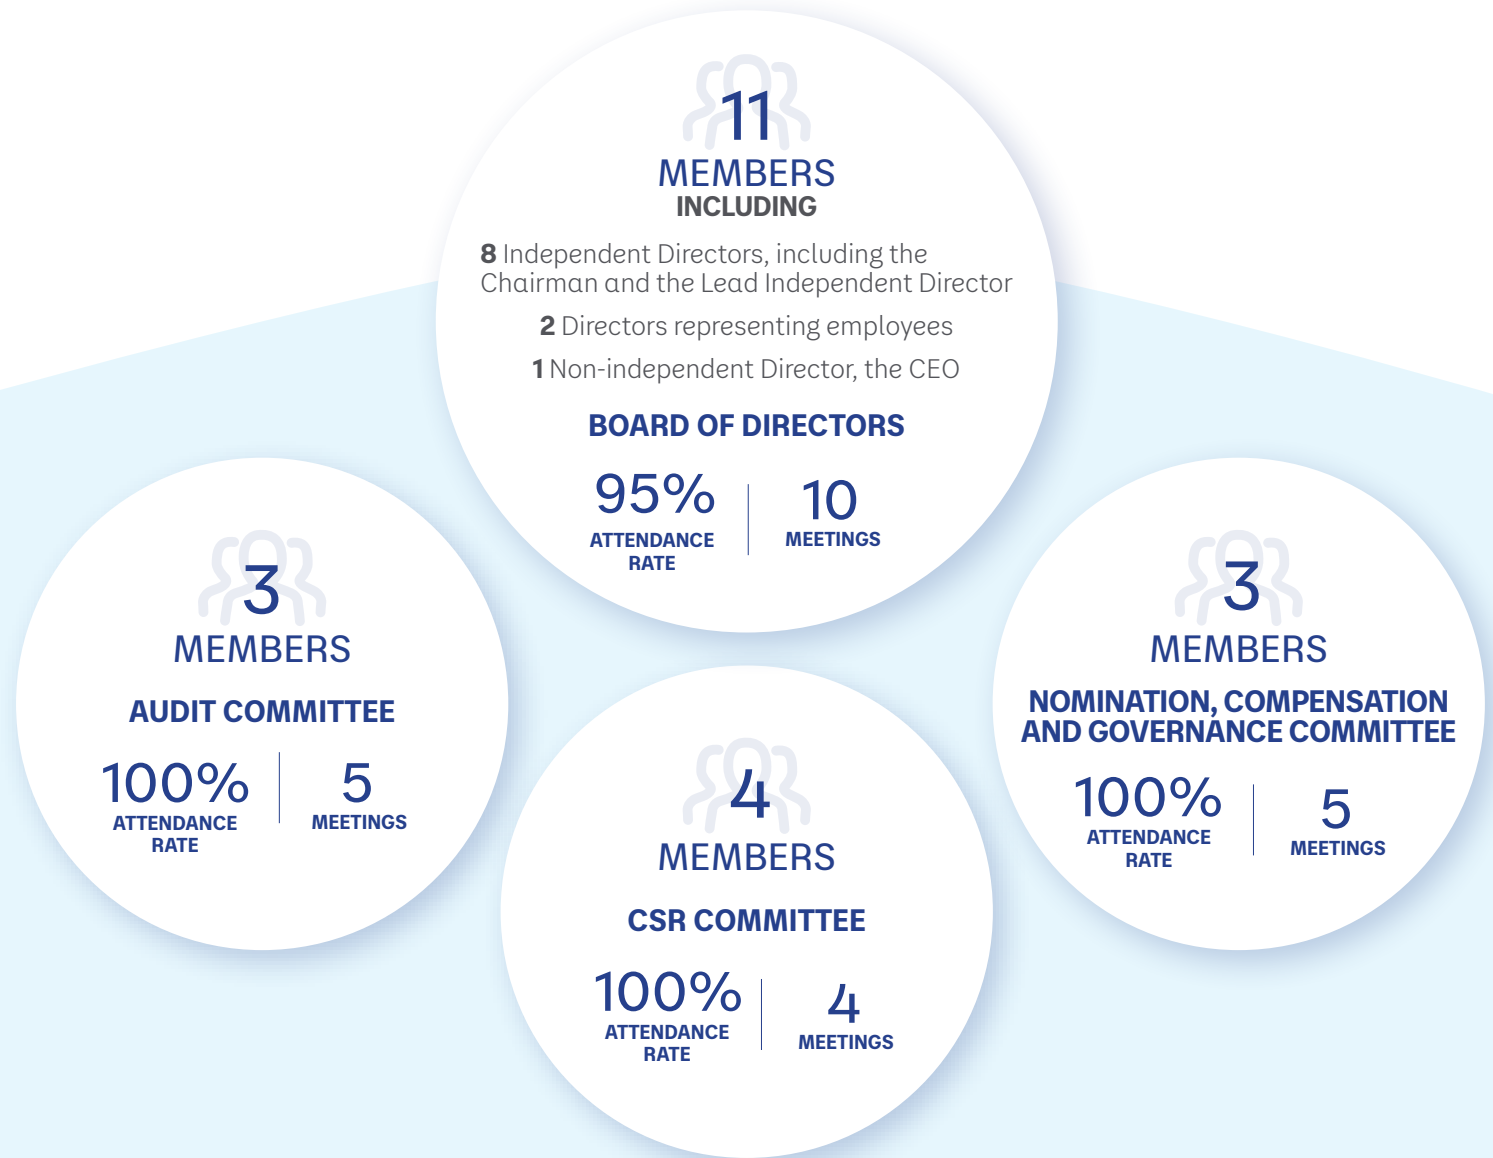 11
MEMBERS
INCLUDING
8 Independent Directors, including the
Chairman and the Lead Independent Director
2 Directors representing employees
1 Non-independent Director, the CEO
BOARD OF DIRECTORS
95%
ATTENDANCE
RATE
10
MEETINGS
3
MEMBERS
AUDIT COMMITTEE
100%
ATTENDANCE
RATE
5
MEETINGS
4
MEMBERS
CSR COMMITTEE
100%
ATTENDANCE
RATE
4
MEETINGS
3
MEMBERS
NOMINATION, COMPENSATION
AND GOVERNANCE COMMITTEE
100%
ATTENDANCE
RATE
5
MEETINGS